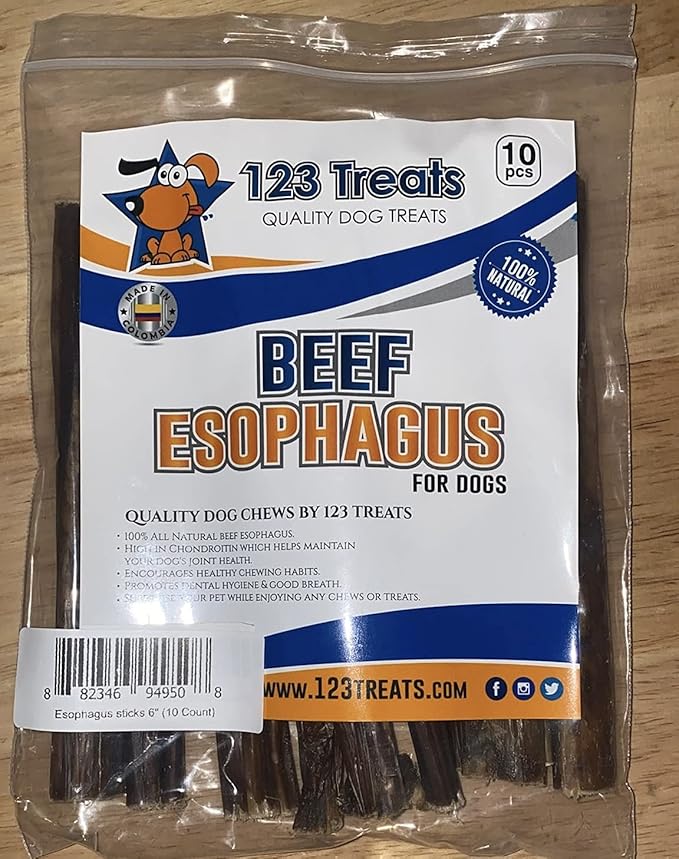 10
pcs
123 Treats
QUALITY DOG TREATS
100%
NATURAL
MADE IN
COLOMBIA
BEEF
ESOPHAGUS
FOR DOGS
QUALITY DOG CHEWS BY 123 TREATS
• 100% ALL NATURAL BEEF ESOPHAGUS.
• HIGH IN CHONDROITIN WHICH HELPS MAINTAIN
YOUR DOG'S JOINT HEALTH.
• ENCOURAGES HEALTHY CHEWING HABITS.
• PROMOTES DENTAL HYGIENE & GOOD BREATH.
• YOUR PET WHILE ENJOYING ANY CHEWS OR TREATS.
8 82346 94950 8
Esophagus sticks 6" (10 Count)
WWW.123TREATS.COM